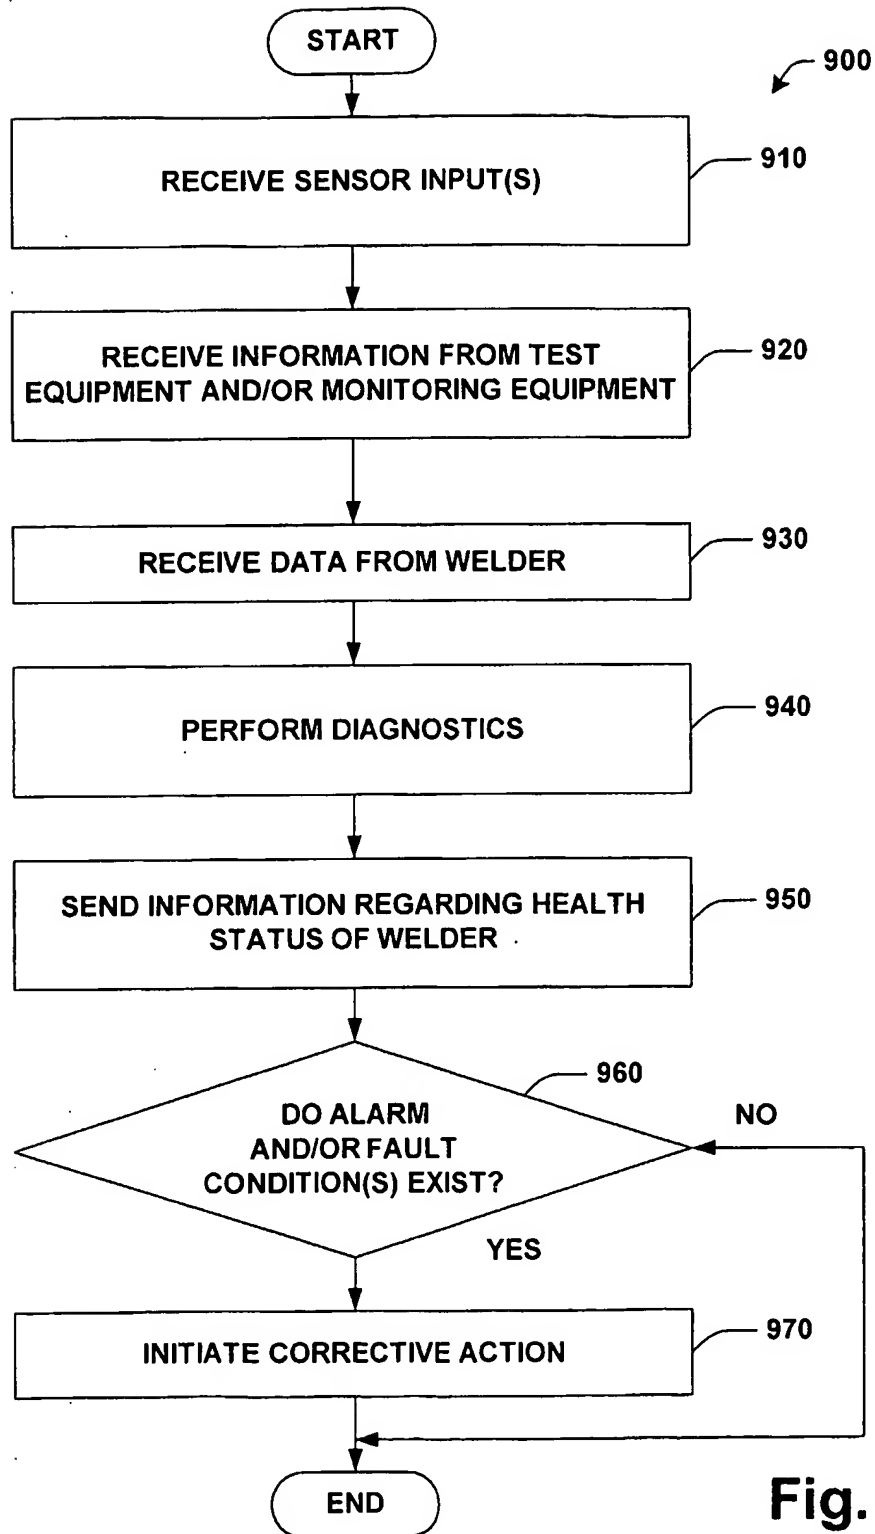 START
900
RECEIVE SENSOR INPUT(S)
910
RECEIVE INFORMATION FROM TEST
EQUIPMENT AND/OR MONITORING EQUIPMENT
920
RECEIVE DATA FROM WELDER
930
PERFORM DIAGNOSTICS
940
SEND INFORMATION REGARDING HEALTH
STATUS OF WELDER
950
960
DO ALARM
AND/OR FAULT
CONDITION(S) EXIST?
NO
YES
INITIATE CORRECTIVE ACTION
970
END
Fig.